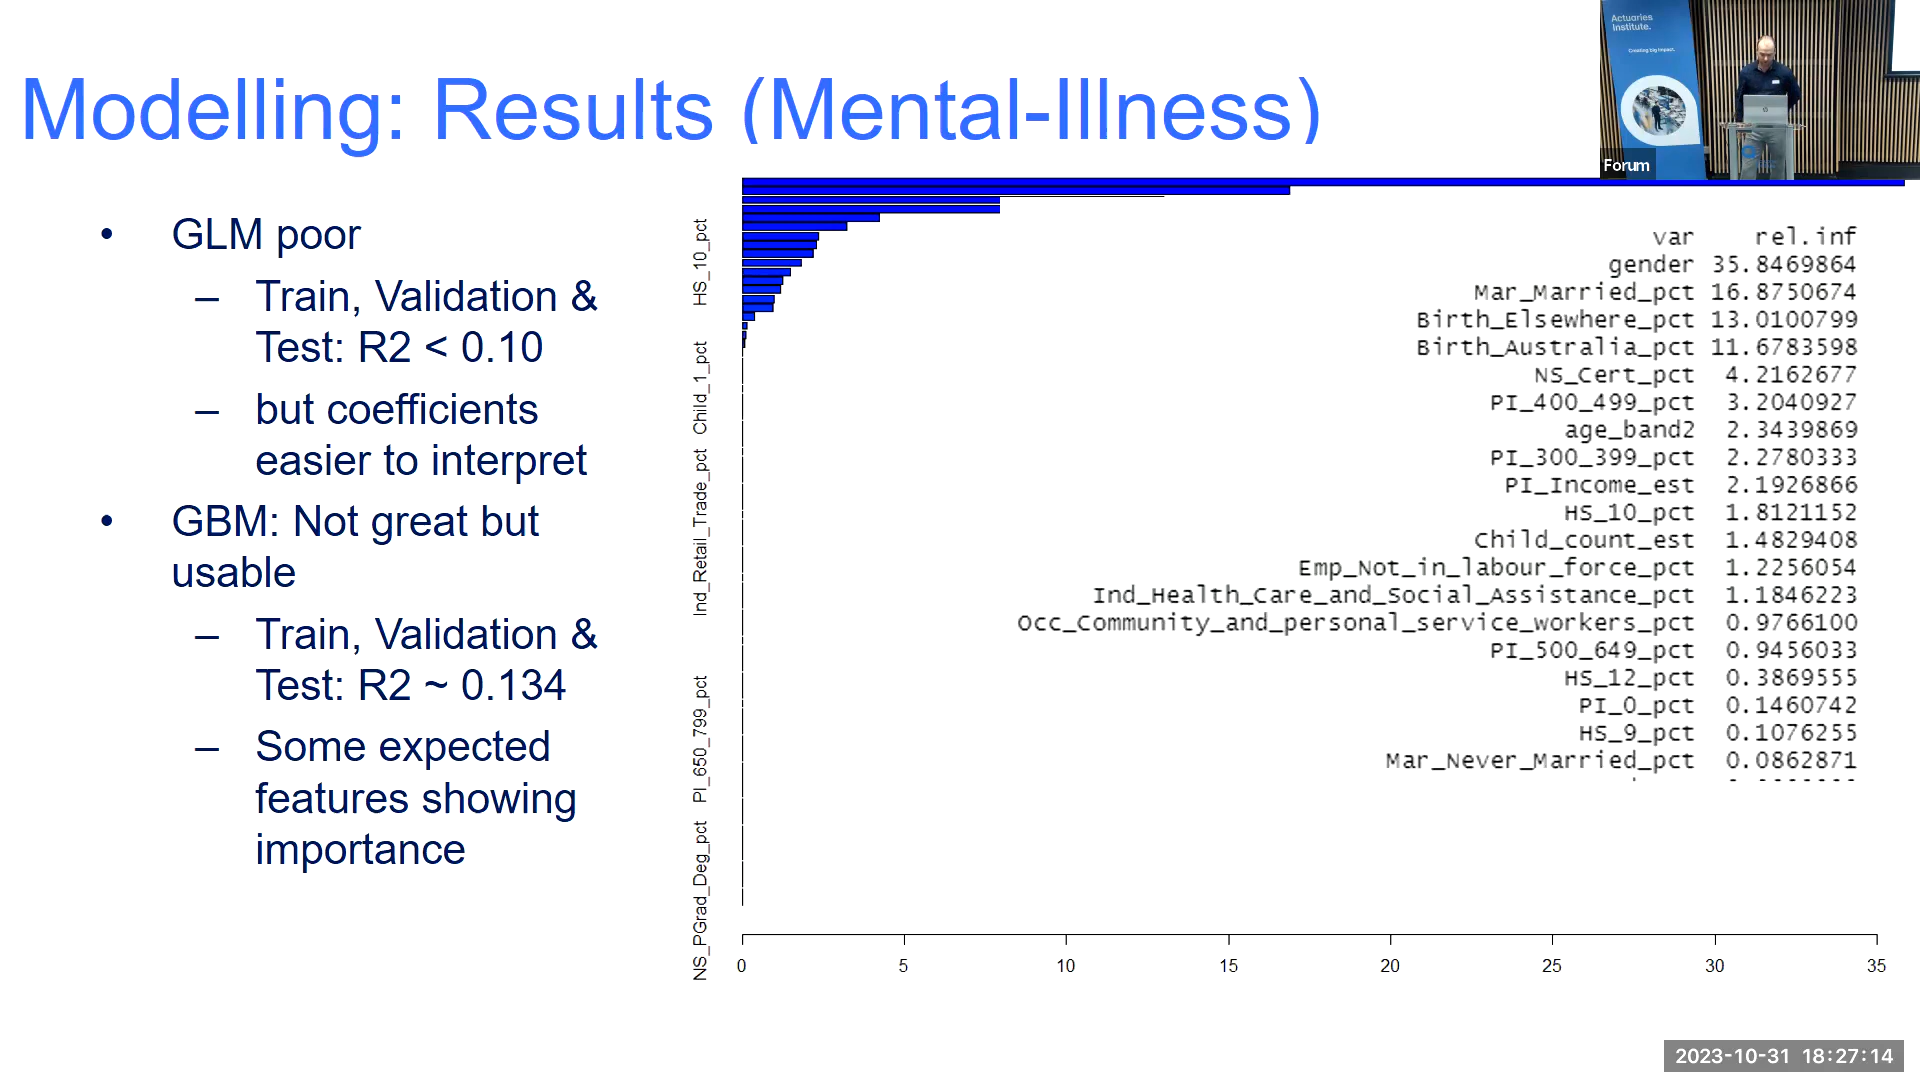 Actuaries
Institute.
Creating big impact.
Forum
Modelling: Results (Mental-Illness)
• GLM poor
– Train, Validation &
Test: R2 < 0.10
– but coefficients
easier to interpret
• GBM: Not great but
usable
– Train, Validation &
Test: R2 ~ 0.134
– Some expected
features showing
importance
HS_10_pct
Child_1_pct
Ind_Retail_Trade_pct
PI_650_799_pct
NS_PGrad_Deg_pct
var rel.inf
gender 35.8469864
Mar_Married_pct 16.8750674
Birth_Elsewhere_pct 13.0100799
Birth_Australia_pct 11.6783598
NS_Cert_pct 4.2162677
PI_400_499_pct 3.2040927
age_band2 2.3439869
PI_300_399_pct 2.2780333
PI_Income_est 2.1926866
HS_10_pct 1.8121152
Child_count_est 1.4829408
Emp_Not_in_labour_force_pct 1.2256054
Ind_Health_Care_and_Social_Assistance_pct 1.1846223
Occ_Community_and_personal_service_workers_pct 0.9766100
PI_500_649_pct 0.9456033
HS_12_pct 0.3869555
PI_0_pct 0.1460742
HS_9_pct 0.1076255
Mar_Never_Married_pct 0.0862871
0 5 10 15 20 25 30 35
2023-10-31 18:27:14